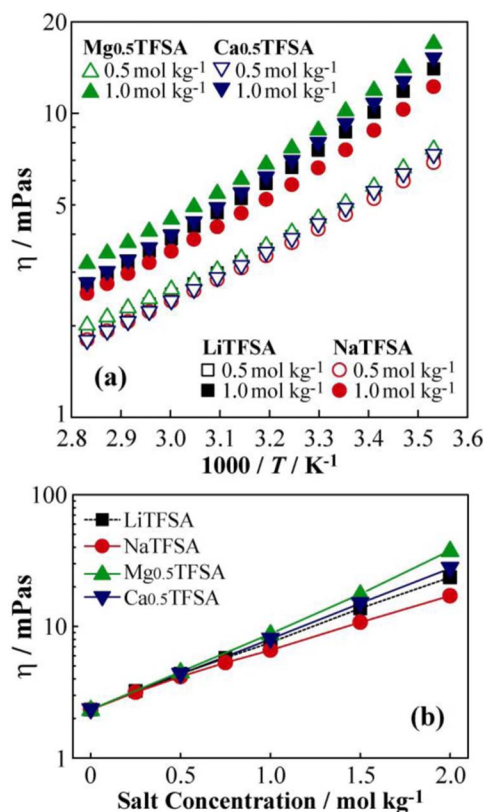 20
10
5
1
η / mPas
Mg0.5TFSA Ca0.5TFSA
0.5 mol kg-1 0.5 mol kg-1
1.0 mol kg-1 1.0 mol kg-1
LiTFSA NaTFSA
0.5 mol kg-1 0.5 mol kg-1
1.0 mol kg-1 1.0 mol kg-1
(a)
2.8 2.9 3.0 3.1 3.2 3.3 3.4 3.5 3.6
1000 / T / K-1
100
10
1
η / mPas
LiTFSA
NaTFSA
Mg0.5TFSA
Ca0.5TFSA
(b)
0 0.5 1.0 1.5 2.0
Salt Concentration / mol kg-1